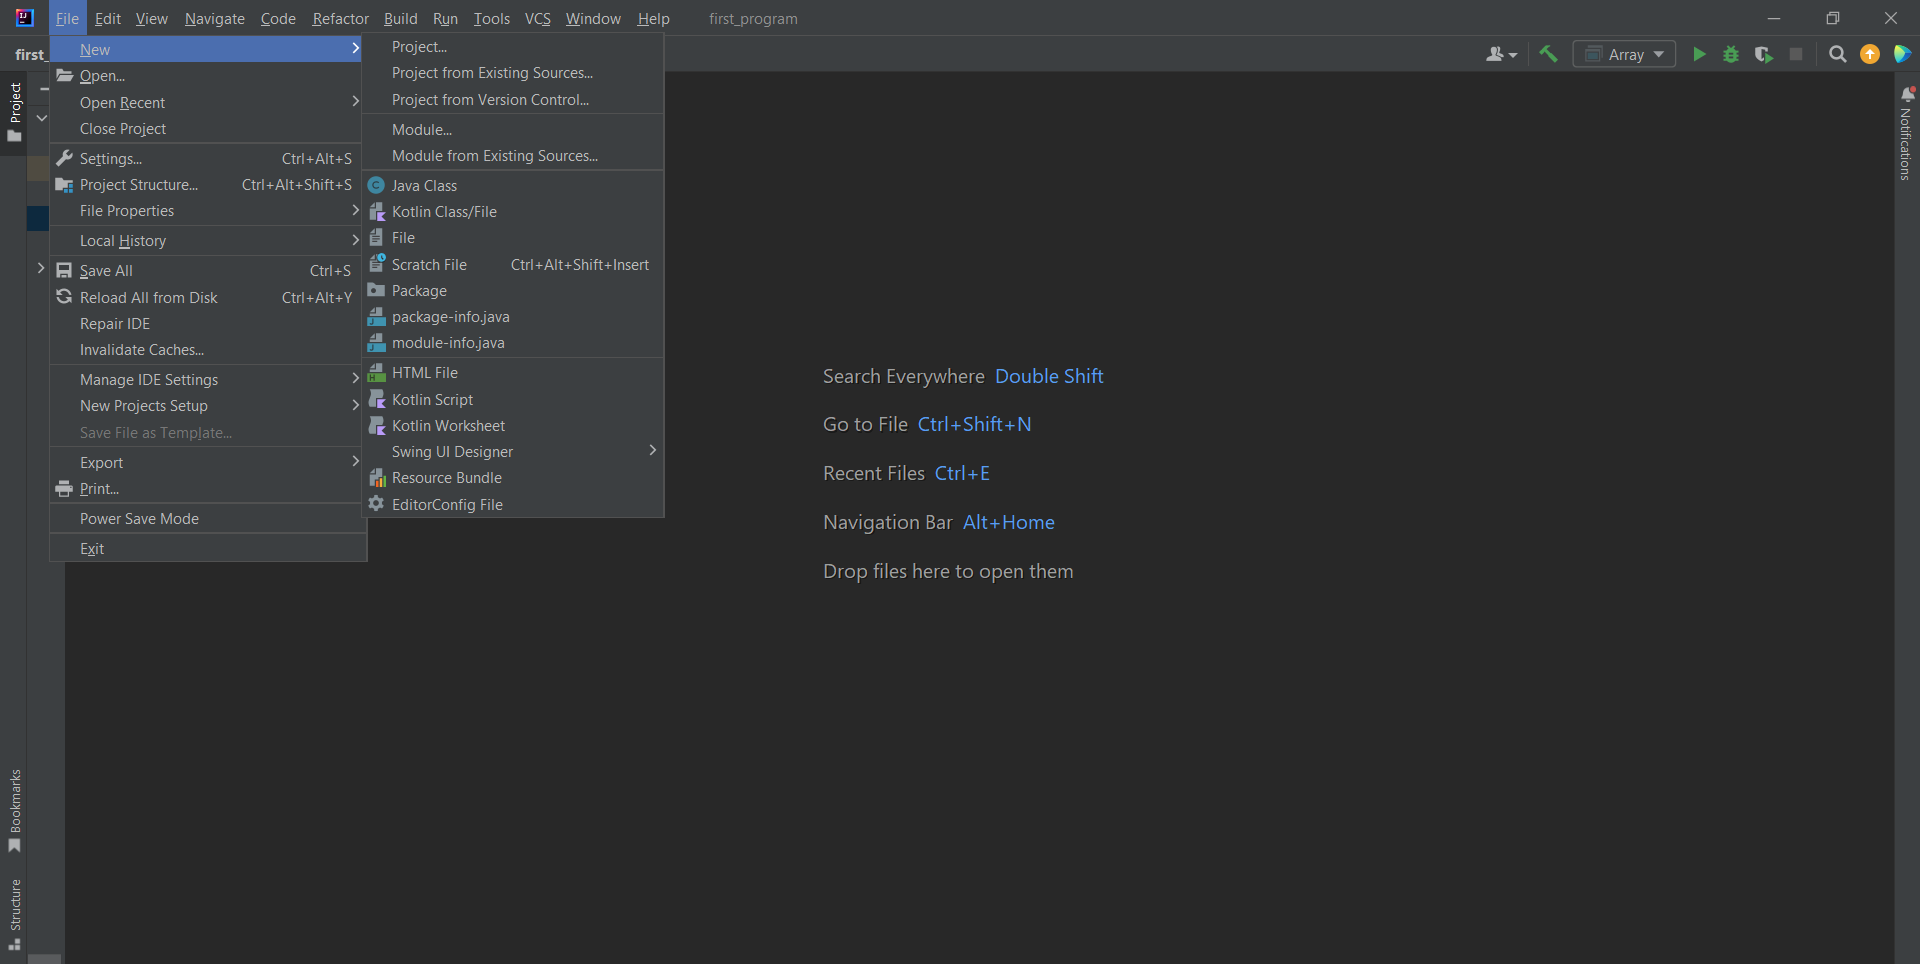 File Edit View Navigate Code Refactor Build Run Tools VCS Window Help first_program
first_
Array
New
Open...
Open Recent
Close Project
Settings... Ctrl+Alt+S
Project Structure... Ctrl+Alt+Shift+S
File Properties
Local History
Save All Ctrl+S
Reload All from Disk Ctrl+Alt+Y
Repair IDE
Invalidate Caches...
Manage IDE Settings
New Projects Setup
Save File as Template...
Export
Print...
Power Save Mode
Exit
Project...
Project from Existing Sources...
Project from Version Control...
Module...
Module from Existing Sources...
Java Class
Kotlin Class/File
File
Scratch File Ctrl+Alt+Shift+Insert
Package
package-info.java
module-info.java
HTML File
Kotlin Script
Kotlin Worksheet
Swing UI Designer
Resource Bundle
EditorConfig File
Search Everywhere Double Shift
Go to File Ctrl+Shift+N
Recent Files Ctrl+E
Navigation Bar Alt+Home
Drop files here to open them
Project
Bookmarks
Structure
Notifications